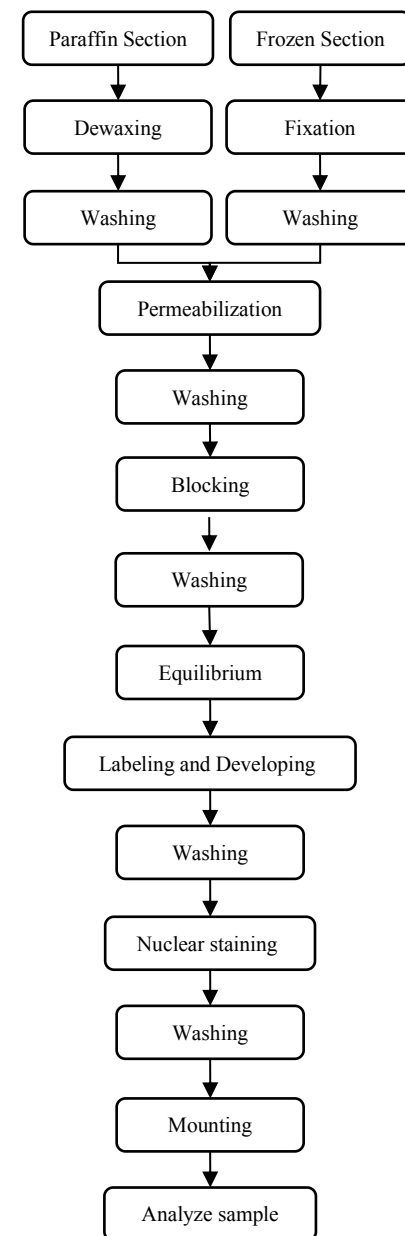 Paraffin Section
Frozen Section
Dewaxing
Fixation
Washing
Washing
Permeabilization
Washing
Blocking
Washing
Equilibrium
Labeling and Developing
Washing
Nuclear staining
Washing
Mounting
Analyze sample